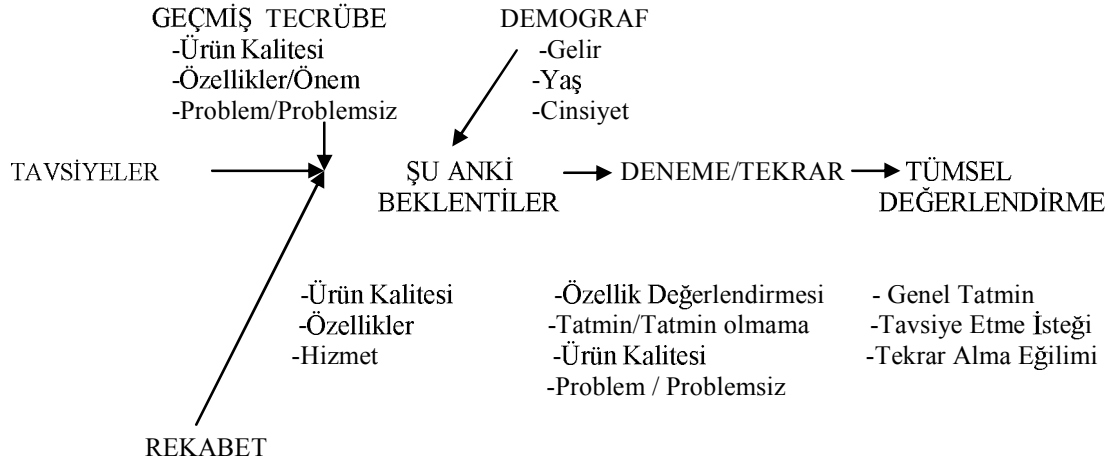 GEÇMİŞ TECRÜBE
-Ürün Kalitesi
-Özellikler/Önem
-Problem/Problemsiz
DEMOGRAF
-Gelir
-Yaş
-Cinsiyet
TAVSİYELER
ŞU ANKİ
BEKLENTİLER
DENEME/TEKRAR
TÜMSEL
DEĞERLENDİRME
-Ürün Kalitesi
-Özellikler
-Hizmet
-Özellik Değerlendirmesi
-Tatmin/Tatmin olmama
-Ürün Kalitesi
-Problem / Problemsiz
- Genel Tatmin
-Tavsiye Etme İsteği
-Tekrar Alma Eğilimi
REKABET